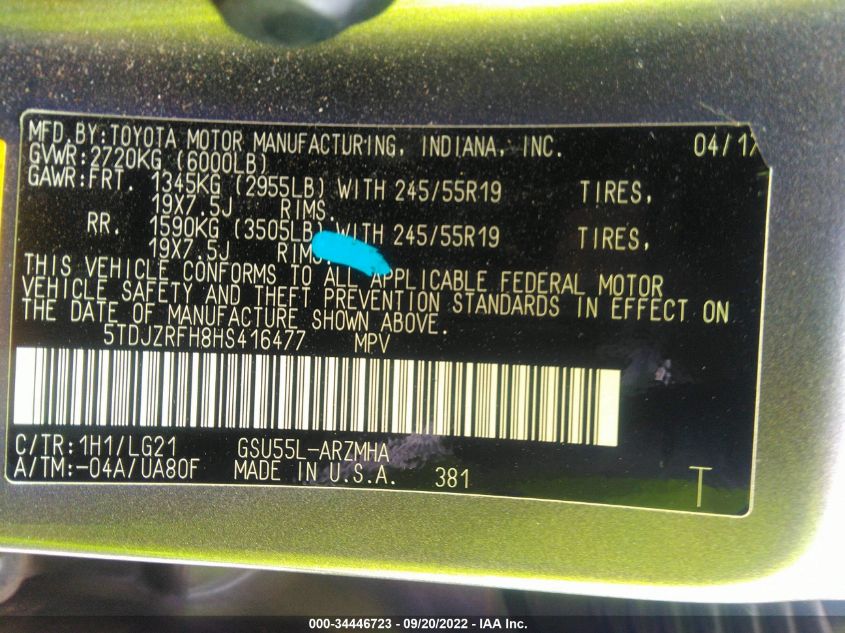 MFD.BY:TOYOTA MOTOR MANUFACTURING, INDIANA, INC. 04/17
GVWR:2720KG (6000LB)
GAWR:FRT. 1345KG (2955LB) WITH 245/55R19 TIRES,
19X7.5J RIMS.
RR. 1590KG (3505LB) WITH 245/55R19 TIRES,
19X7.5J RIMS.
THIS VEHICLE CONFORMS TO ALL APPLICABLE FEDERAL MOTOR
VEHICLE SAFETY AND THEFT PREVENTION STANDARDS IN EFFECT ON
THE DATE OF MANUFACTURE SHOWN ABOVE.
5TDJZRFH8HS416477 MPV
C/TR:1H1/LG21 GSU55L-ARZMHA
A/TM:-04A/UA80F MADE IN U.S.A. 381 T
000-34446723 - 09/20/2022 - IAA Inc.